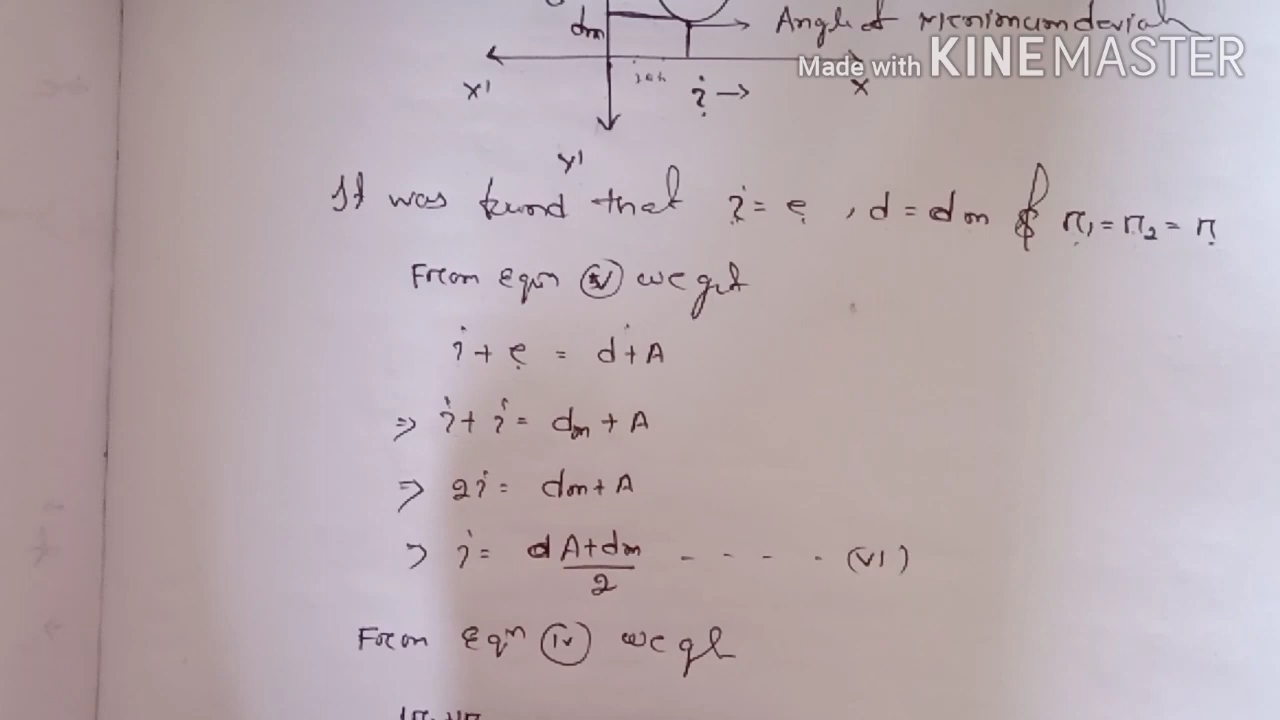 dm Angle of Minimum deviah
Made with KINEMASTER
X' i → X
Y'
It was found that i = e , d = dm & r₁ = r₂ = r
From Eqn (v) we get
i + e = d + A
⇒ i + i = dm + A
⇒ 2i = dm + A
⇒ i = d A + dm / 2 - - - - . (VI)
From Eqn (iv) we get